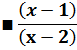 ▪ (x − 1)
(x − 2)